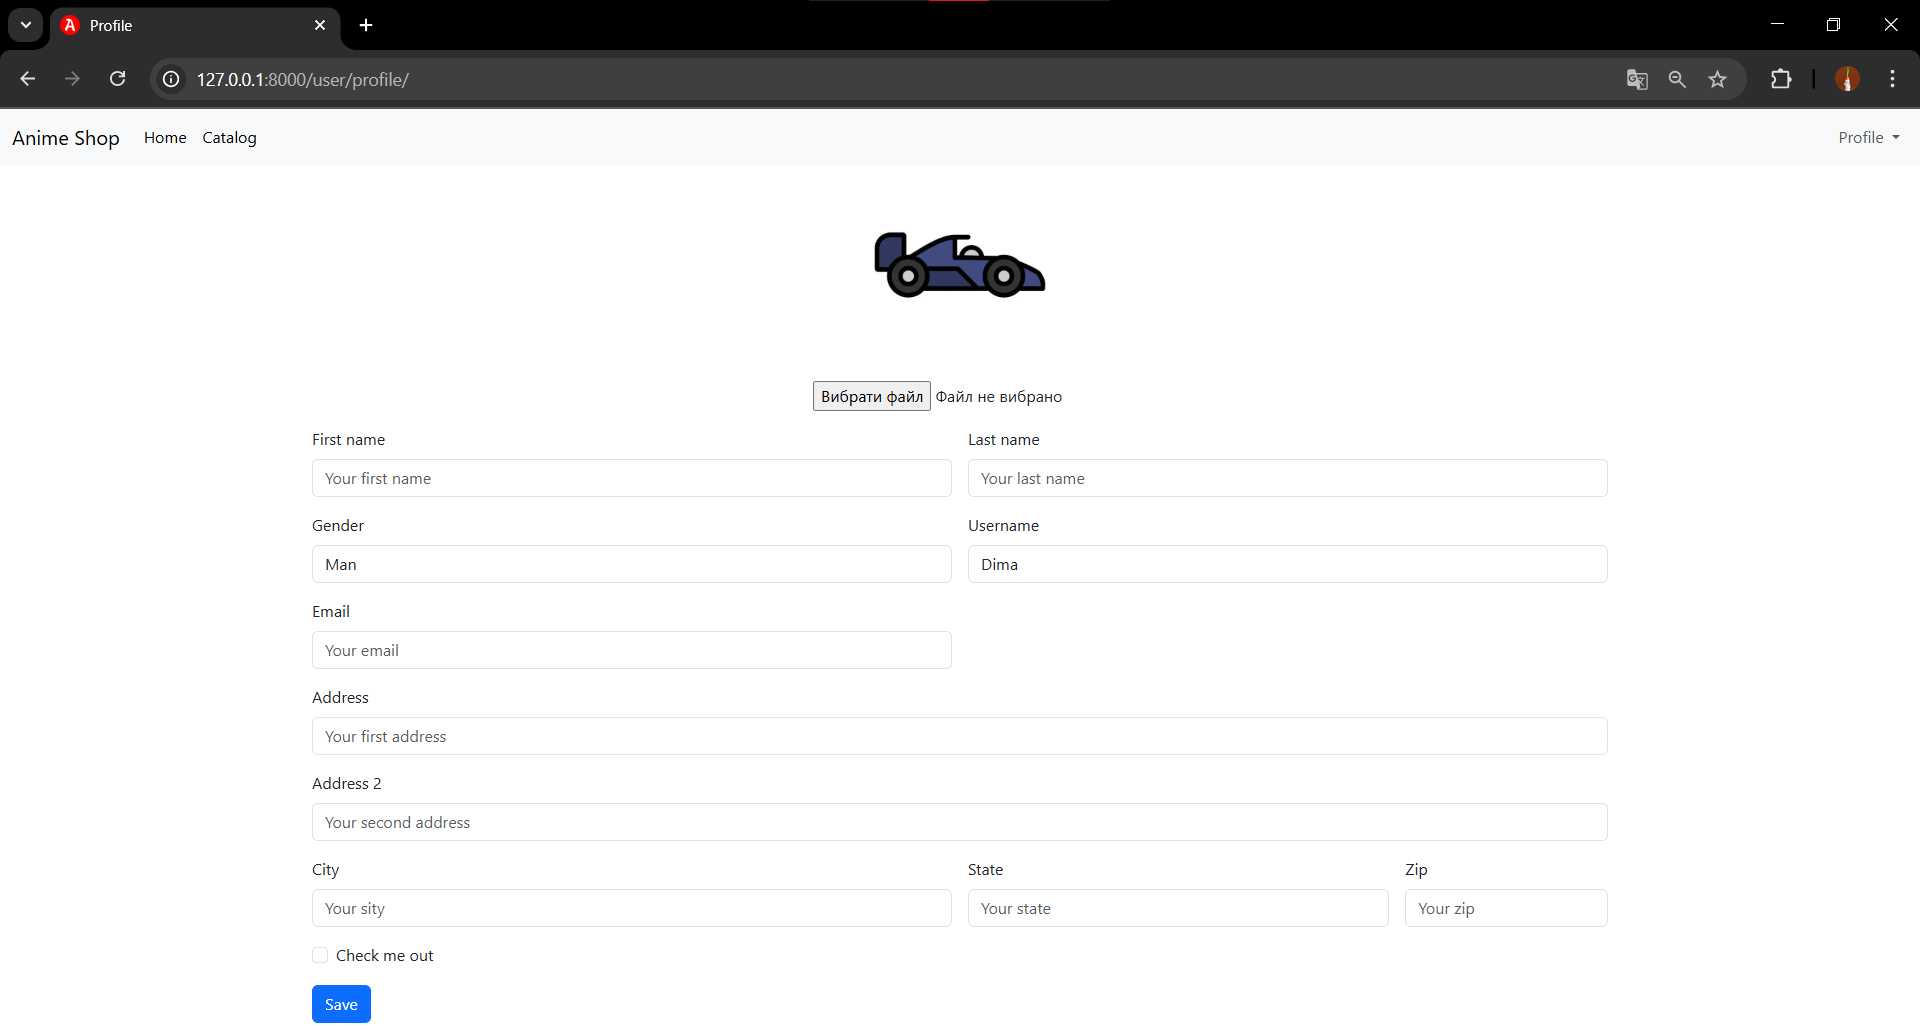 Profile
127.0.0.1:8000/user/profile/
Anime Shop Home Catalog Profile
Вибрати файл Файл не вибрано
First name Last name
Your first name Your last name
Gender Username
Man Dima
Email
Your email
Address
Your first address
Address 2
Your second address
City State Zip
Your sity Your state Your zip
Check me out
Save